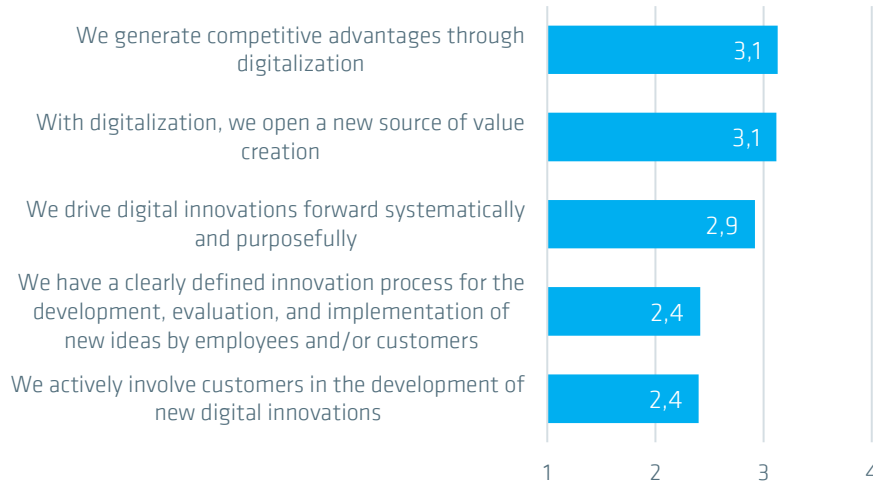 We generate competitive advantages through
digitalization
3,1
With digitalization, we open a new source of value
creation
3,1
We drive digital innovations forward systematically
and purposefully
2,9
We have a clearly defined innovation process for the
development, evaluation, and implementation of
new ideas by employees and/or customers
2,4
We actively involve customers in the development of
new digital innovations
2,4
1 2 3 4